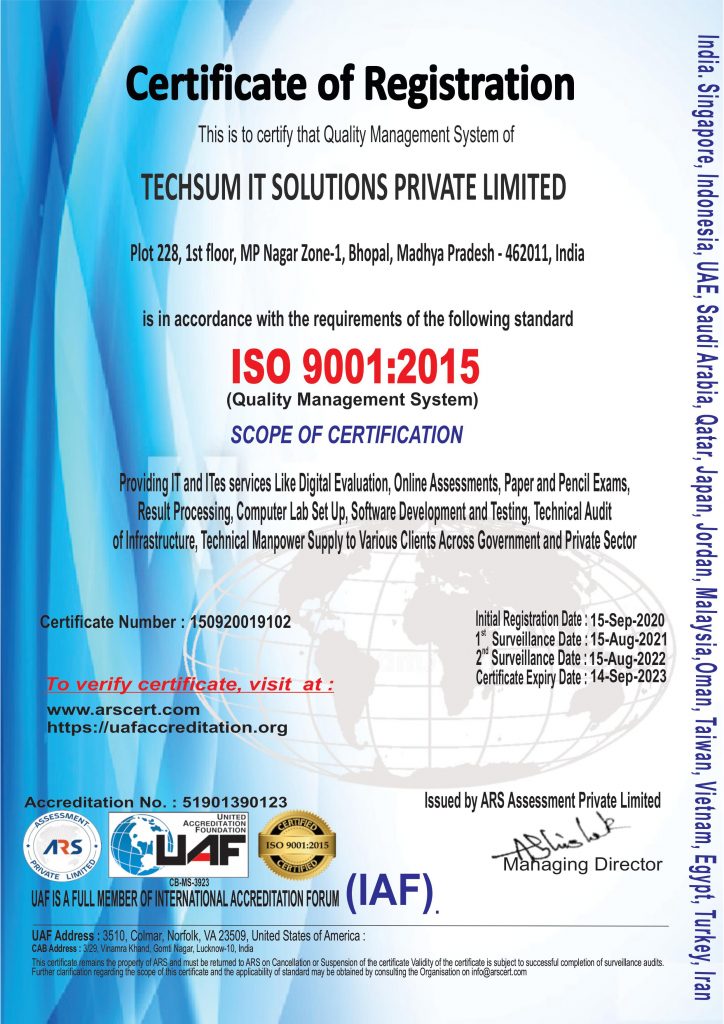 Certificate of Registration
This is to certify that Quality Management System of
TECHSUM IT SOLUTIONS PRIVATE LIMITED
Plot 228, 1st floor, MP Nagar Zone-1, Bhopal, Madhya Pradesh - 462011, India
is in accordance with the requirements of the following standard
ISO 9001:2015
(Quality Management System)
SCOPE OF CERTIFICATION
Providing IT and ITes services Like Digital Evaluation, Online Assessments, Paper and Pencil Exams,
Result Processing, Computer Lab Set Up, Software Development and Testing, Technical Audit
of Infrastructure, Technical Manpower Supply to Various Clients Across Government and Private Sector
Certificate Number : 150920019102
Initial Registration Date : 15-Sep-2020
1st Surveillance Date : 15-Aug-2021
2nd Surveillance Date : 15-Aug-2022
Certificate Expiry Date : 14-Sep-2023
To verify certificate, visit at :
www.arscert.com
https://uafaccreditation.org
Accreditation No. : 51901390123
Issued by ARS Assessment Private Limited
ASSESSMENT
ARS
PRIVATE LIMITED
UNITED
ACCREDITATION
FOUNDATION
UAF
CB-MS-3923
CERTIFIED
ISO 9001:2015
CERTIFIED
Abhishek
Managing Director
UAF IS A FULL MEMBER OF INTERNATIONAL ACCREDITATION FORUM (IAF).
UAF Address : 3510, Colmar, Norfolk, VA 23509, United States of America :
CAB Address : 3/29, Vinamra Khand, Gomti Nagar, Lucknow-10, India
This certificate remains the property of ARS and must be returned to ARS on Cancellation or Suspension of the certificate Validity of the certificate is subject to successful completion of surveillance audits.
Further clarification regarding the scope of this certificate and the applicability of standard may be obtained by consulting the Organisation on info@arscert.com
India. Singapore, Indonesia, UAE, Saudi Arabia, Qatar, Japan, Jordan, Malaysia,Oman, Taiwan, Vietnam, Egypt, Turkey, Iran